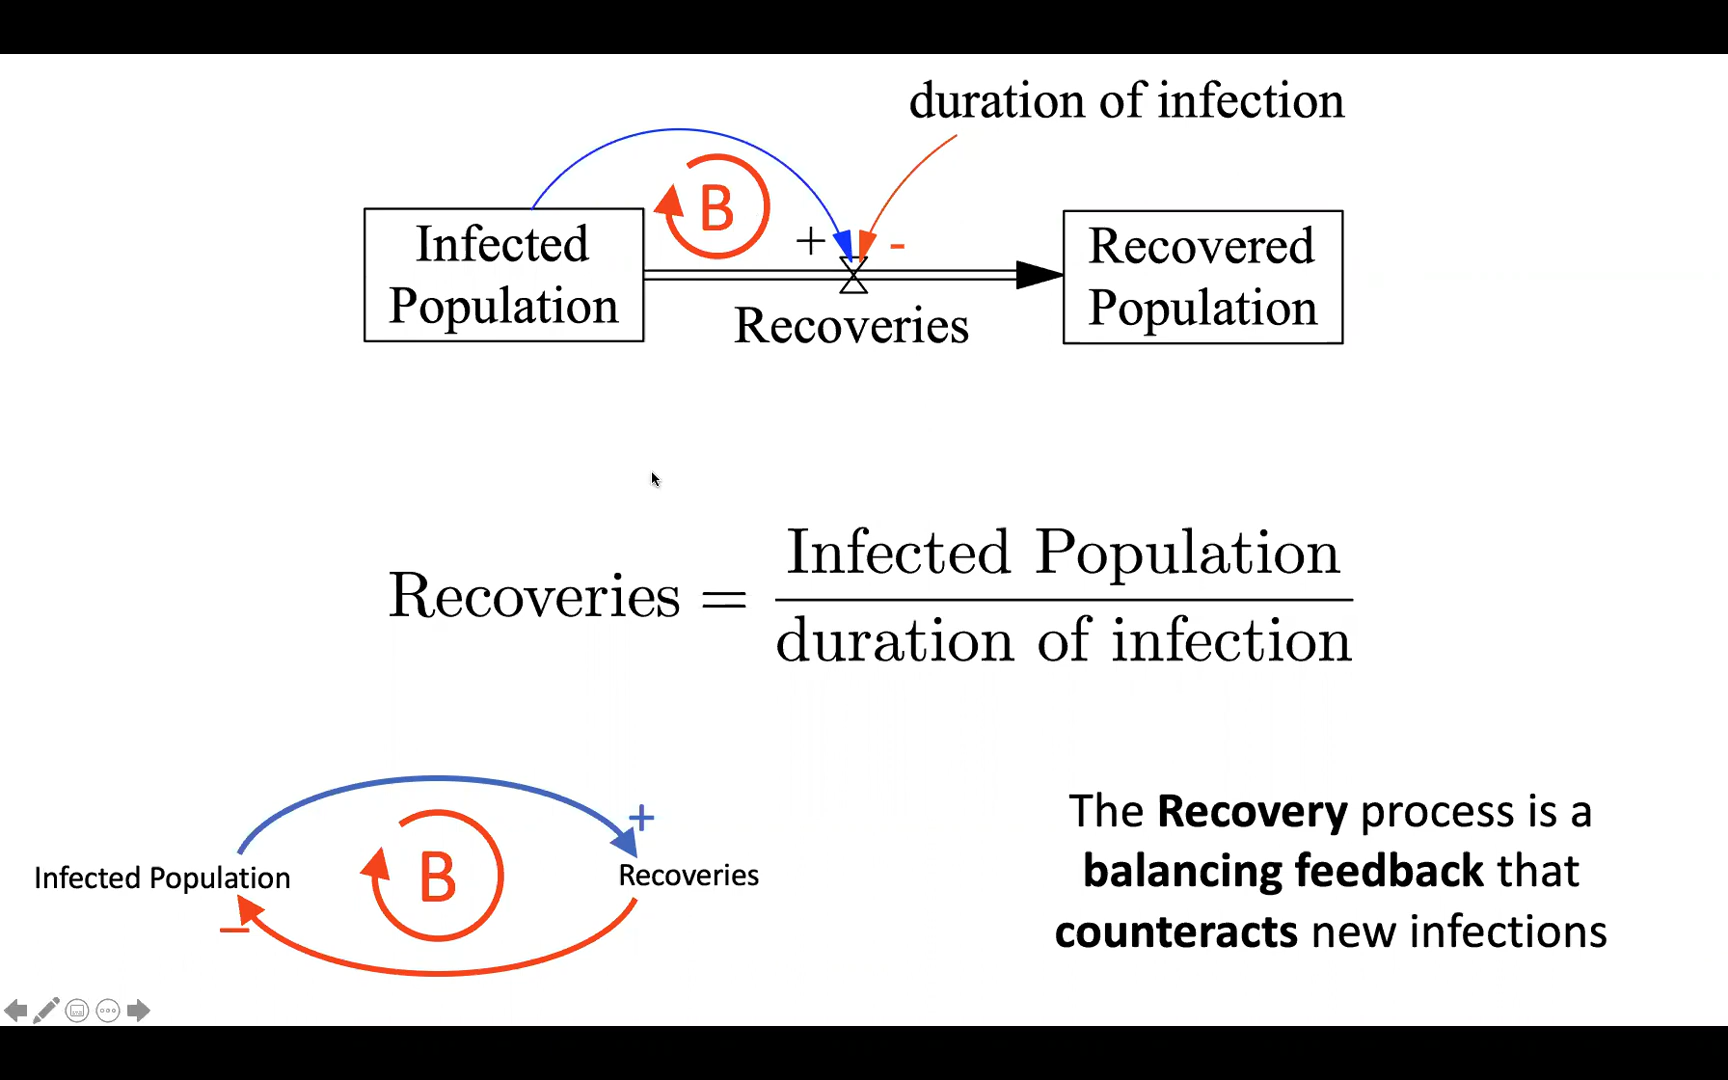 duration of infection
B
+
-
Infected
Population
Recoveries
Recovered
Population
Recoveries = Infected Population
duration of infection
+
Infected Population
B
Recoveries
–
The Recovery process is a
balancing feedback that
counteracts new infections